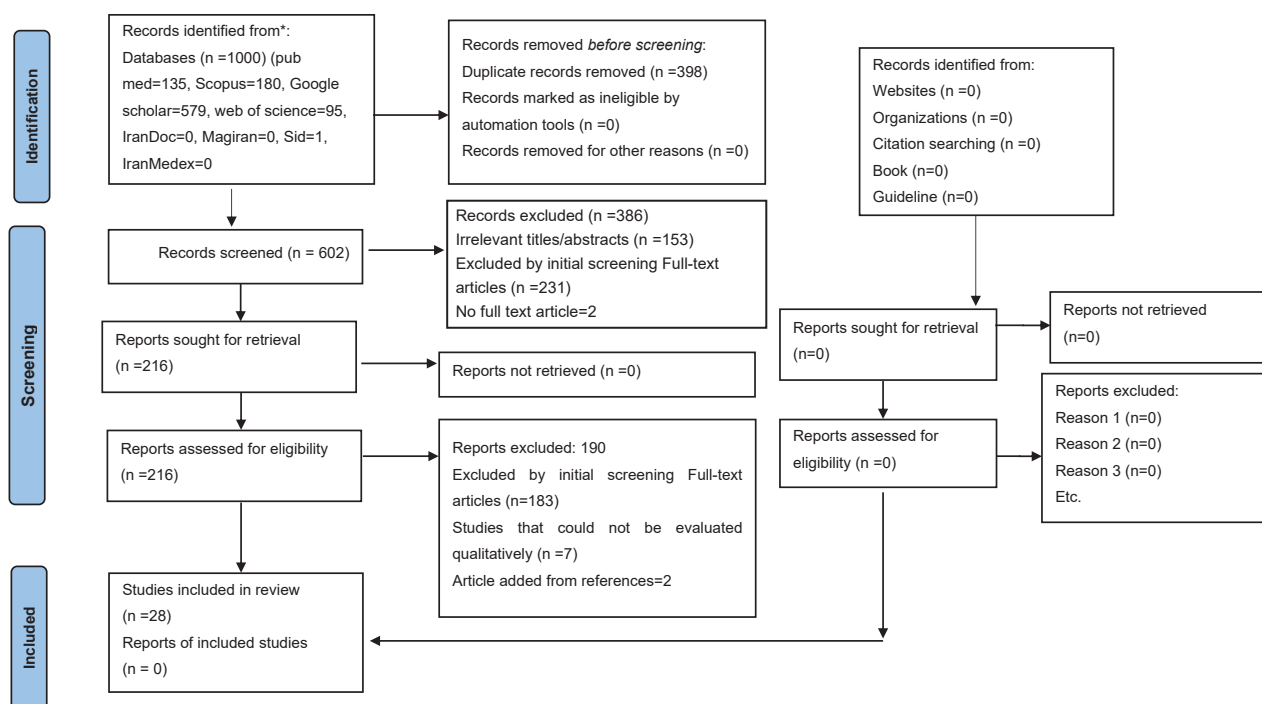 Identification
Records identified from*:
Databases (n =1000) (pub
med=135, Scopus=180, Google
scholar=579, web of science=95,
IranDoc=0, Magiran=0, Sid=1,
IranMedex=0
Records removed before screening:
Duplicate records removed (n =398)
Records marked as ineligible by
automation tools (n =0)
Records removed for other reasons (n =0)
Records identified from:
Websites (n =0)
Organizations (n =0)
Citation searching (n =0)
Book (n=0)
Guideline (n=0)
Screening
Records screened (n = 602)
Records excluded (n =386)
Irrelevant titles/abstracts (n =153)
Excluded by initial screening Full-text
articles (n =231)
No full text article=2
Reports sought for retrieval
(n =216)
Reports not retrieved (n =0)
Reports sought for retrieval
(n=0)
Reports not retrieved
(n=0)
Reports assessed for eligibility
(n =216)
Reports excluded: 190
Excluded by initial screening Full-text
articles (n=183)
Studies that could not be evaluated
qualitatively (n =7)
Article added from references=2
Reports assessed for
eligibility (n =0)
Reports excluded:
Reason 1 (n=0)
Reason 2 (n=0)
Reason 3 (n=0)
Etc.
Included
Studies included in review
(n =28)
Reports of included studies
(n = 0)